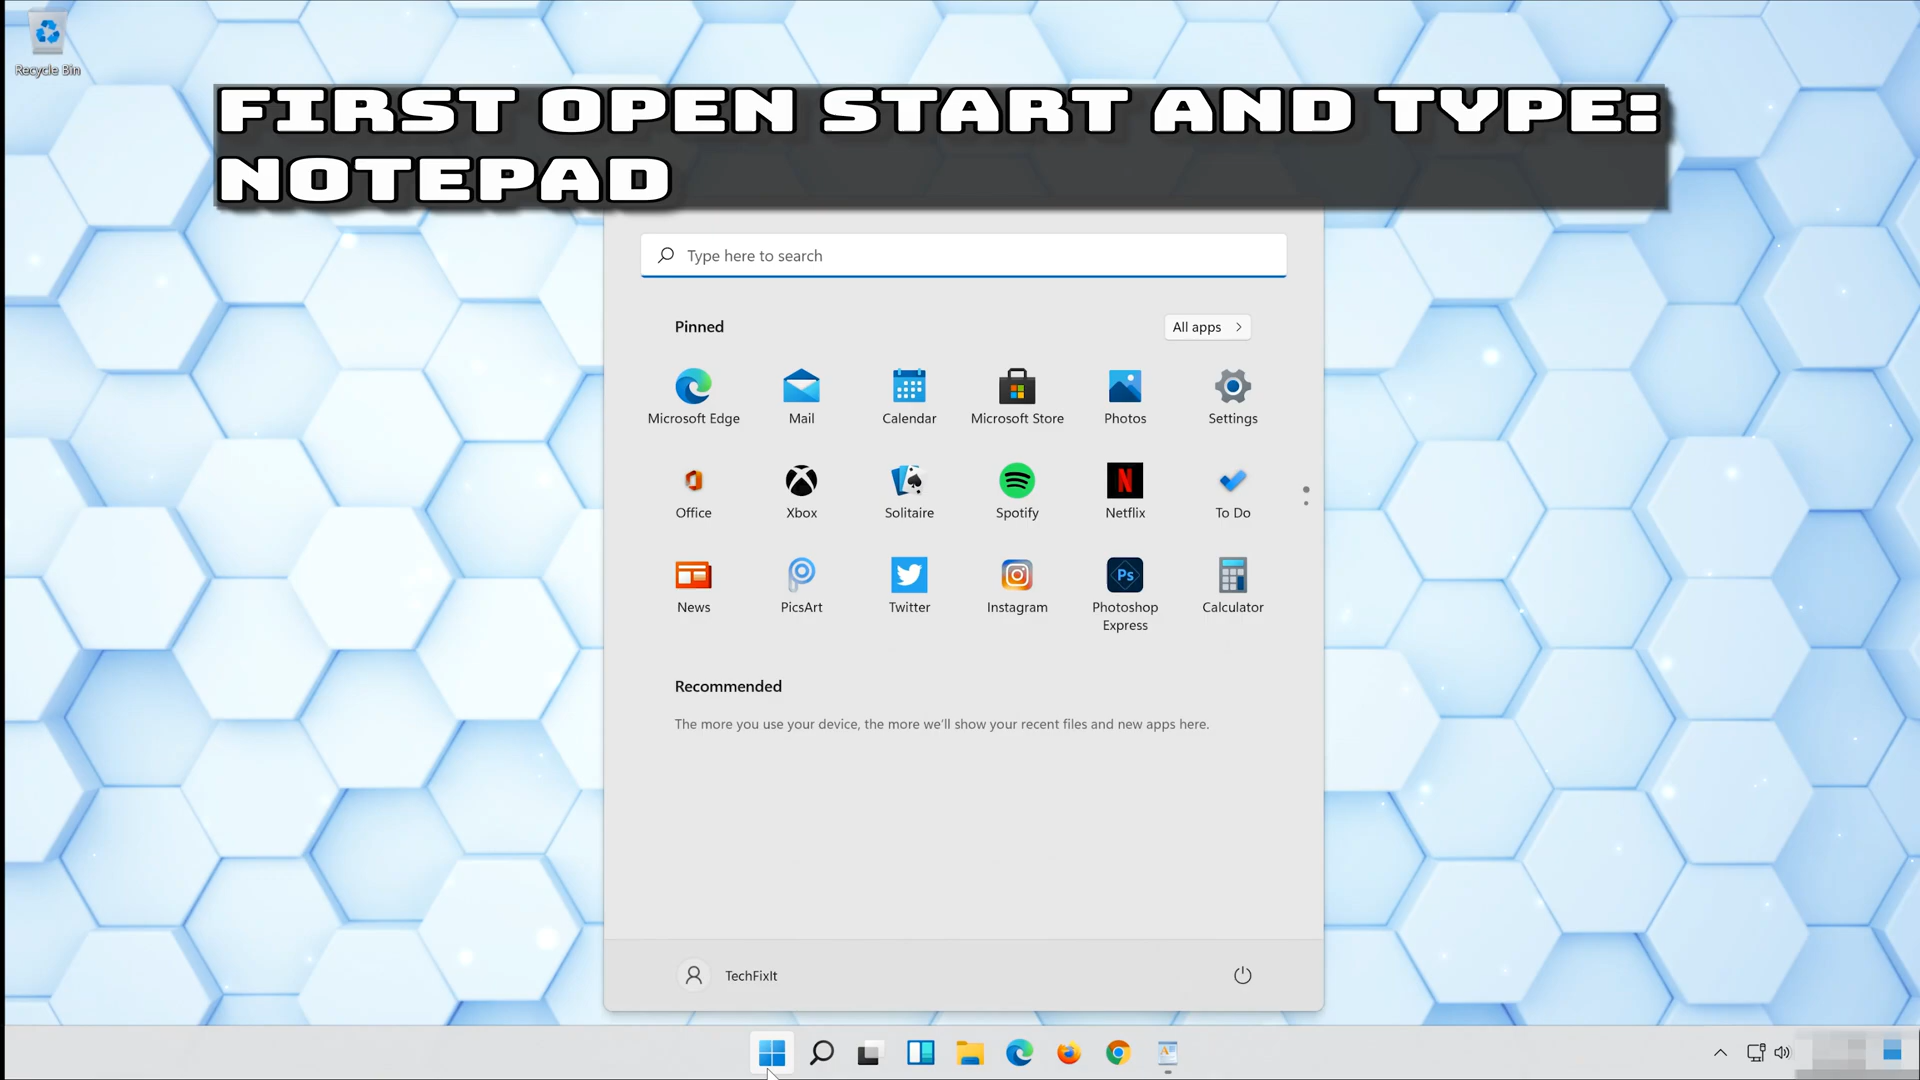 Recycle Bin
FIRST OPEN START AND TYPE:
NOTEPAD
Type here to search
Pinned
All apps
Microsoft Edge
Mail
Calendar
Microsoft Store
Photos
Settings
Office
Xbox
Solitaire
Spotify
Netflix
To Do
News
PicsArt
Twitter
Instagram
Ps
Photoshop
Express
Calculator
Recommended
The more you use your device, the more we'll show your recent files and new apps here.
TechFixIt